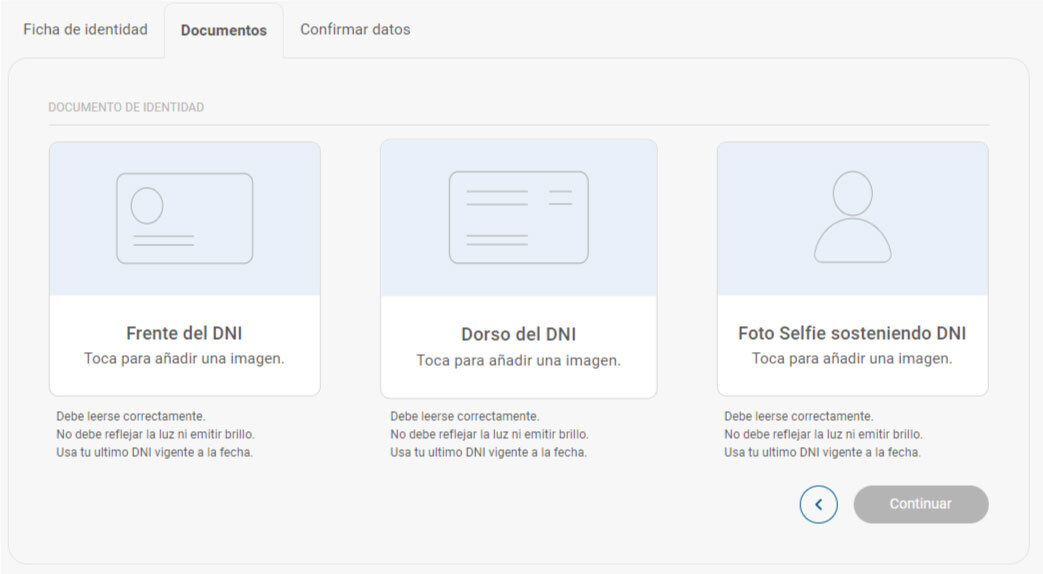 Ficha de identidad
Documentos
Confirmar datos
DOCUMENTO DE IDENTIDAD
Frente del DNI
Toca para añadir una imagen.
Debe leerse correctamente.
No debe reflejar la luz ni emitir brillo.
Usa tu ultimo DNI vigente a la fecha.
Dorso del DNI
Toca para añadir una imagen.
Debe leerse correctamente.
No debe reflejar la luz ni emitir brillo.
Usa tu ultimo DNI vigente a la fecha.
Foto Selfie sosteniendo DNI
Toca para añadir una imagen.
Debe leerse correctamente.
No debe reflejar la luz ni emitir brillo.
Usa tu ultimo DNI vigente a la fecha.
Continuar